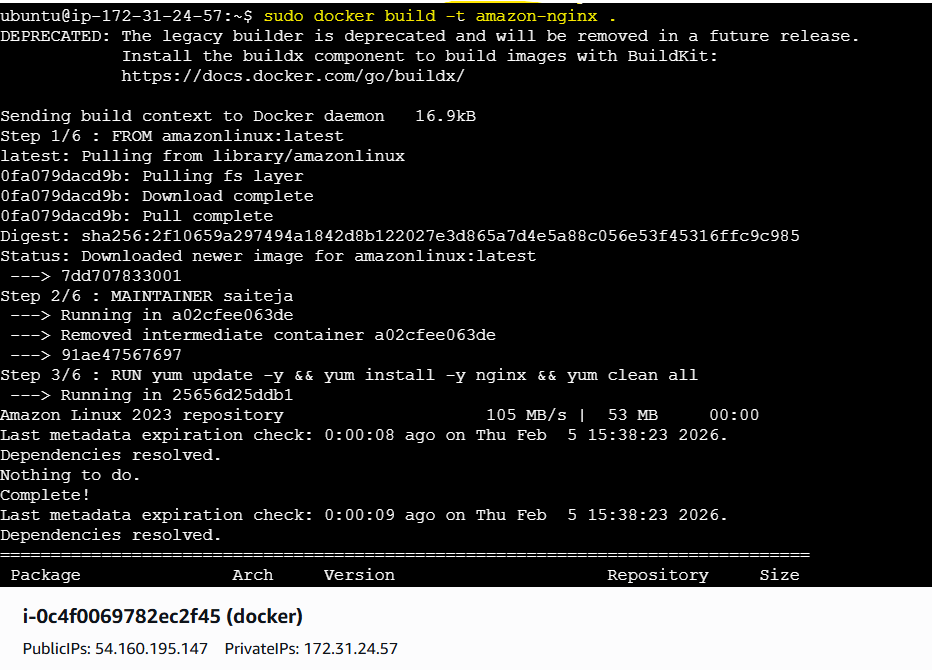 ubuntu@ip-172-31-24-57:~$ sudo docker build -t amazon-nginx .
DEPRECATED: The legacy builder is deprecated and will be removed in a future release.
            Install the buildx component to build images with BuildKit:
            https://docs.docker.com/go/buildx/

Sending build context to Docker daemon   16.9kB
Step 1/6 : FROM amazonlinux:latest
latest: Pulling from library/amazonlinux
0fa079dacd9b: Pulling fs layer
0fa079dacd9b: Download complete
0fa079dacd9b: Pull complete
Digest: sha256:2f10659a297494a1842d8b122027e3d865a7d4e5a88c056e53f45316ffc9c985
Status: Downloaded newer image for amazonlinux:latest
 ---> 7dd707833001
Step 2/6 : MAINTAINER saiteja
 ---> Running in a02cfee063de
 ---> Removed intermediate container a02cfee063de
 ---> 91ae47567697
Step 3/6 : RUN yum update -y && yum install -y nginx && yum clean all
 ---> Running in 25656d25ddb1
Amazon Linux 2023 repository                    105 MB/s |  53 MB     00:00
Last metadata expiration check: 0:00:08 ago on Thu Feb  5 15:38:23 2026.
Dependencies resolved.
Nothing to do.
Complete!
Last metadata expiration check: 0:00:09 ago on Thu Feb  5 15:38:23 2026.
Dependencies resolved.
================================================================================
 Package               Arch     Version                     Repository     Size
i-0c4f0069782ec2f45 (docker)
PublicIPs: 54.160.195.147    PrivateIPs: 172.31.24.57